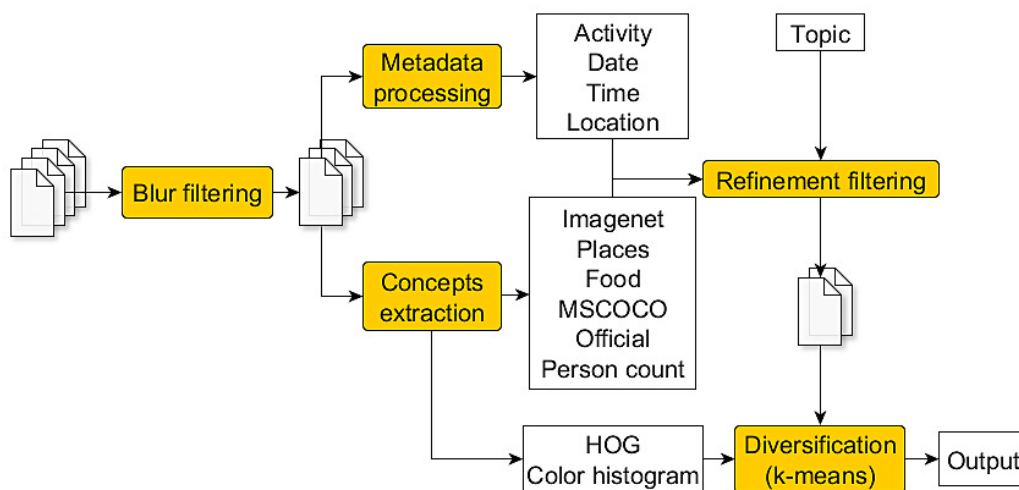 Metadata
processing
Activity
Date
Time
Location
Topic
Blur filtering
Refinement filtering
Concepts
extraction
Imagenet
Places
Food
MSCOCO
Official
Person count
HOG
Color histogram
Diversification
(k-means)
Output